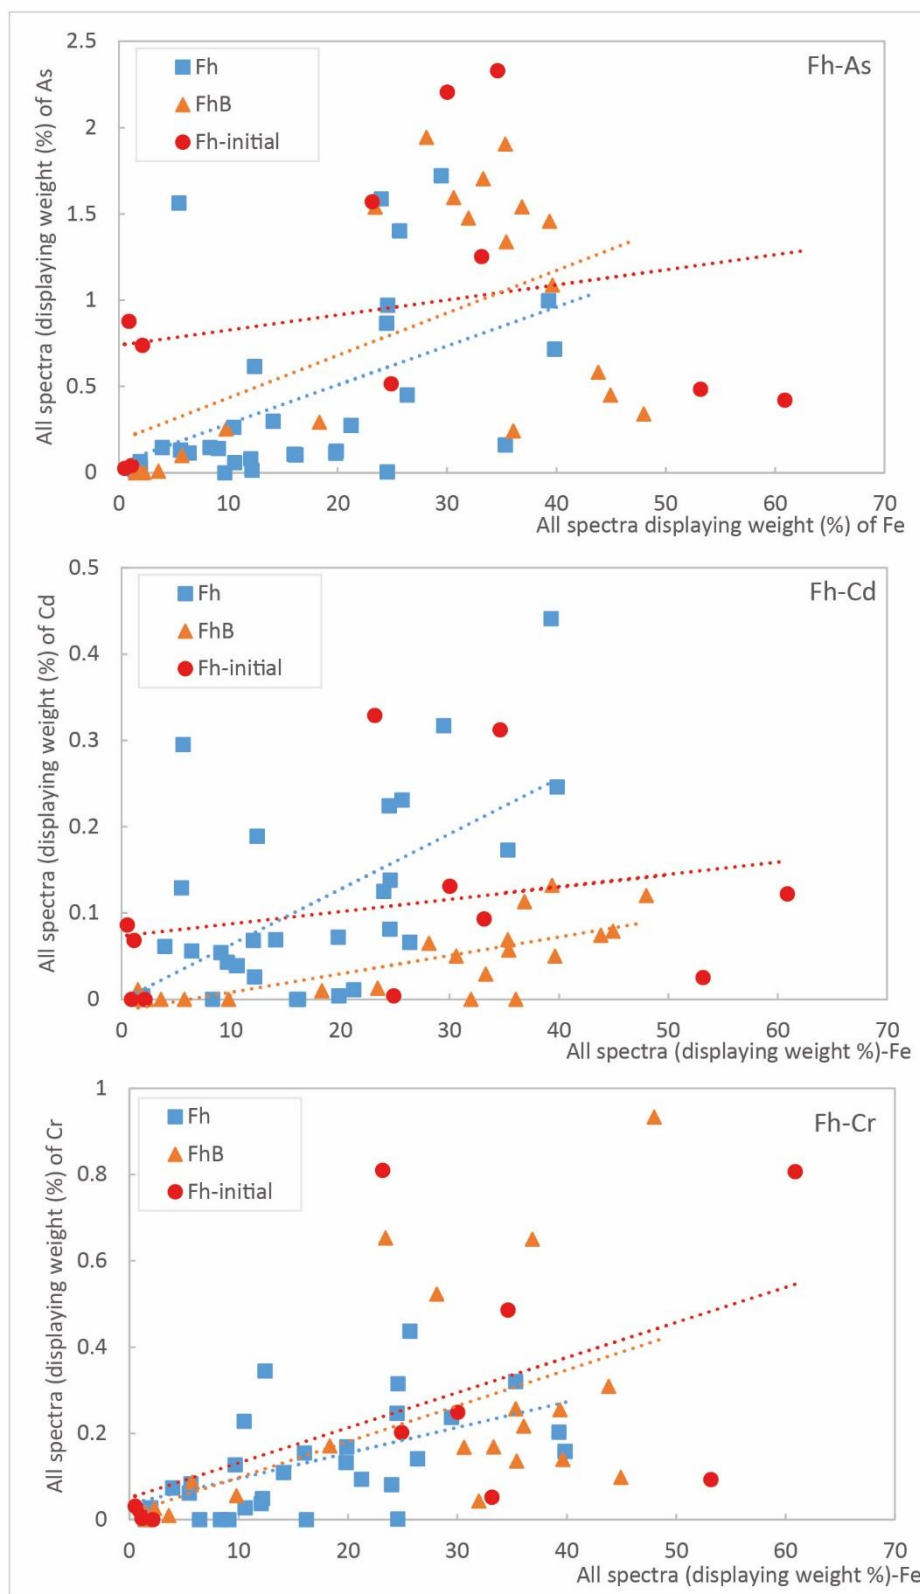 Fh-As
Fh
FhB
Fh-initial
All spectra (displaying weight (%) of As
2.5
2
1.5
1
0.5
0
0 10 20 30 40 50 60 70
All spectra displaying weight (%) of Fe
Fh-Cd
Fh
FhB
Fh-initial
All spectra (displaying weight (%) of Cd
0.5
0.4
0.3
0.2
0.1
0
0 10 20 30 40 50 60 70
All spectra (displaying weight %)-Fe
Fh-Cr
Fh
FhB
Fh-initial
All spectra (displaying weight (%) of Cr
1
0.8
0.6
0.4
0.2
0
0 10 20 30 40 50 60 70
All spectra (displaying weight %)-Fe